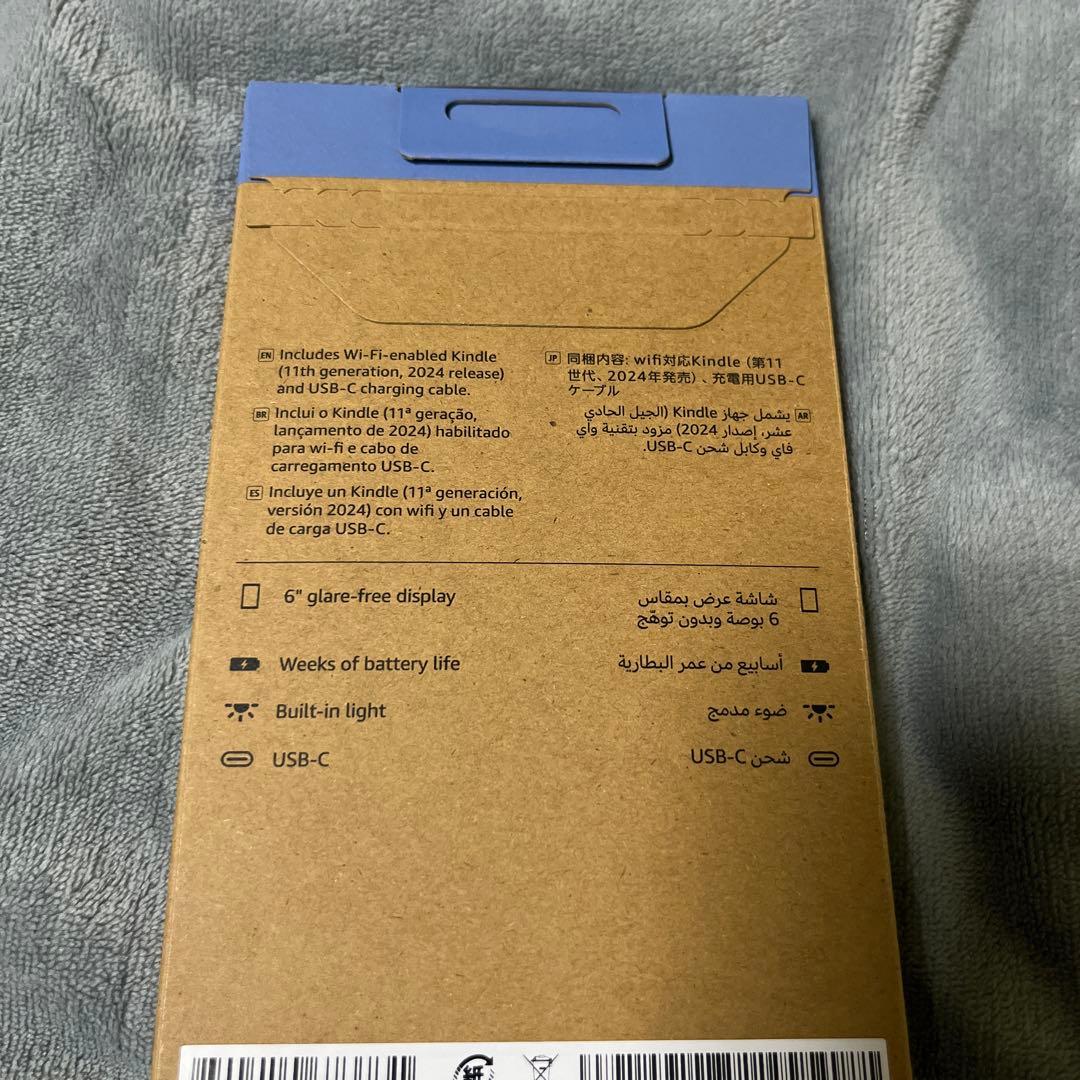 EN Includes Wi-Fi-enabled Kindle
(11th generation, 2024 release)
and USB-C charging cable.
BR Inclui o Kindle (11ª geração,
lançamento de 2024) habilitado
para wi-fi e cabo de
carregamento USB-C.
ES Incluye un Kindle (11ª generación,
versión 2024) con wifi y un cable
de carga USB-C.
JP 同梱内容: wifi対応Kindle（第11
世代、2024年発売）、充電用USB-C
ケーブル
AR يشمل جهاز Kindle (الجيل الحادي
عشر، إصدار 2024) مزود بتقنية واي
فاي وكابل شحن USB-C.
6" glare-free display
Weeks of battery life
Built-in light
USB-C
شاشة عرض بمقاس
6 بوصة وبدون توهّج
أسابيع من عمر البطارية
ضوء مدمج
شحن USB-C
紙